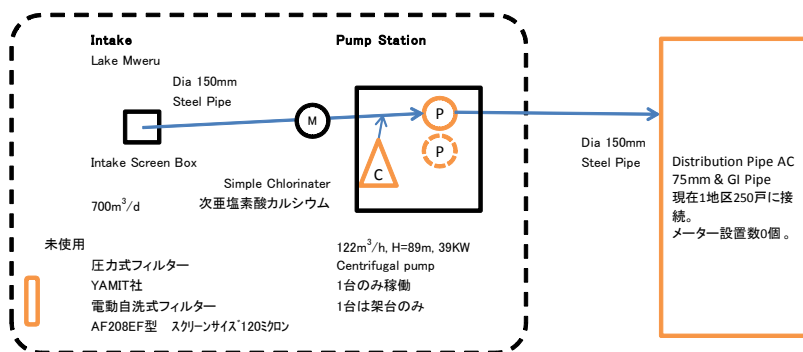 Intake
Pump Station
Lake Mweru
Dia 150mm
Steel Pipe
M
P
P
C
Intake Screen Box
Simple Chlorinater
次亜塩素酸カルシウム
700m³/d
Dia 150mm
Steel Pipe
Distribution Pipe AC
75mm & GI Pipe
現在1地区250戸に接
続。
メーター設置数0個。
未使用
圧力式フィルター
YAMIT社
電動自洗式フィルター
AF208EF型 スクリーンサイズ120ミクロン
122m³/h, H=89m, 39KW
Centrifugal pump
1台のみ稼働
1台は架台のみ